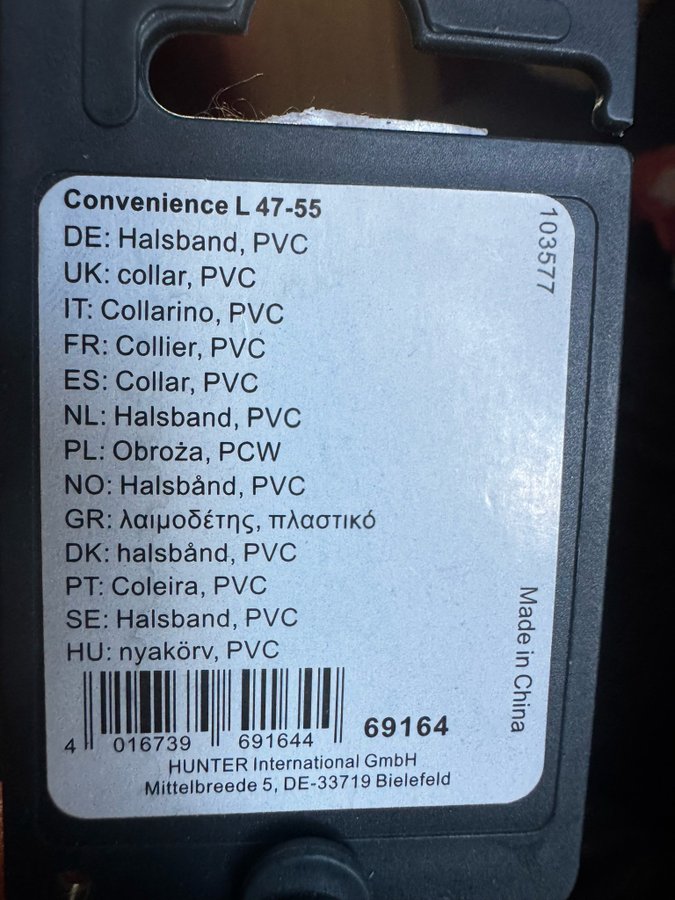 Convenience L 47-55
DE: Halsband, PVC
UK: collar, PVC
IT: Collarino, PVC
FR: Collier, PVC
ES: Collar, PVC
NL: Halsband, PVC
PL: Obroża, PCW
NO: Halsbånd, PVC
GR: λαιμοδέτης, πλαστικό
DK: halsbånd, PVC
PT: Coleira, PVC
SE: Halsband, PVC
HU: nyakörv, PVC
4 016739 691644
69164
HUNTER International GmbH
Mittelbreede 5, DE-33719 Bielefeld
103577
Made in China